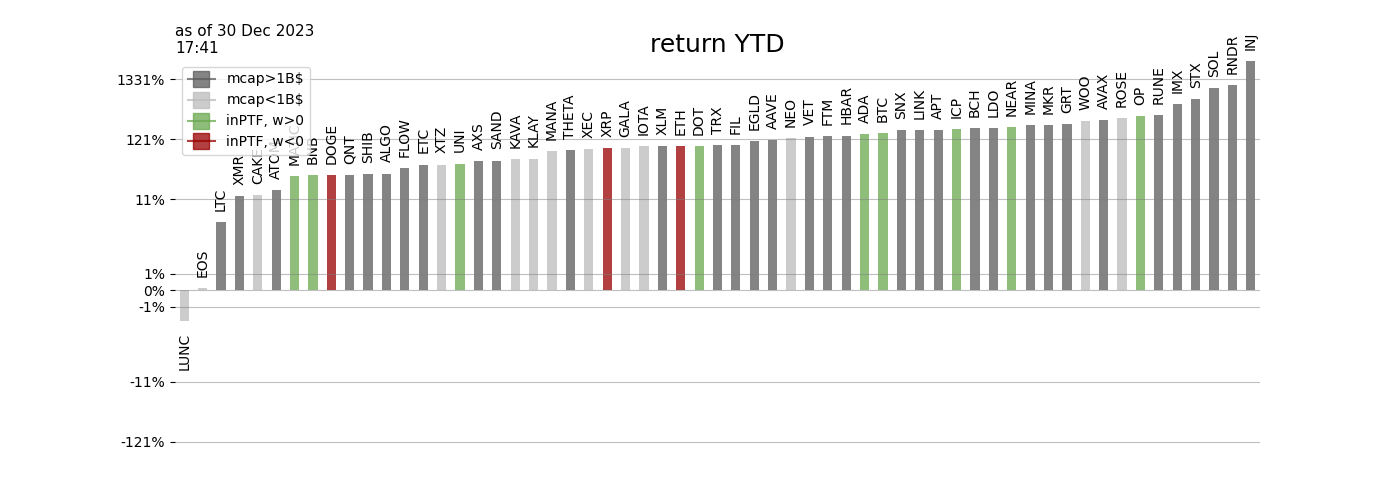 as of 30 Dec 2023
17:41
return YTD
mcap>1B$
mcap<1B$
inPTF, w>0
inPTF, w<0
1331%
121%
11%
1%
0%
-1%
-11%
-121%
LUNC
EOS
LTC
XMR
CAKE
ATOM
MATIC
BNB
DOGE
QNT
SHIB
ALGO
FLOW
ETC
XTZ
UNI
AXS
SAND
KAVA
KLAY
MANA
THETA
XEC
XRP
GALA
IOTA
XLM
ETH
DOT
TRX
FIL
EGLD
AAVE
NEO
VET
FTM
HBAR
ADA
BTC
SNX
LINK
APT
ICP
BCH
LDO
NEAR
MINA
MKR
GRT
WOO
AVAX
ROSE
OP
RUNE
IMX
STX
SOL
RNDR
INJ